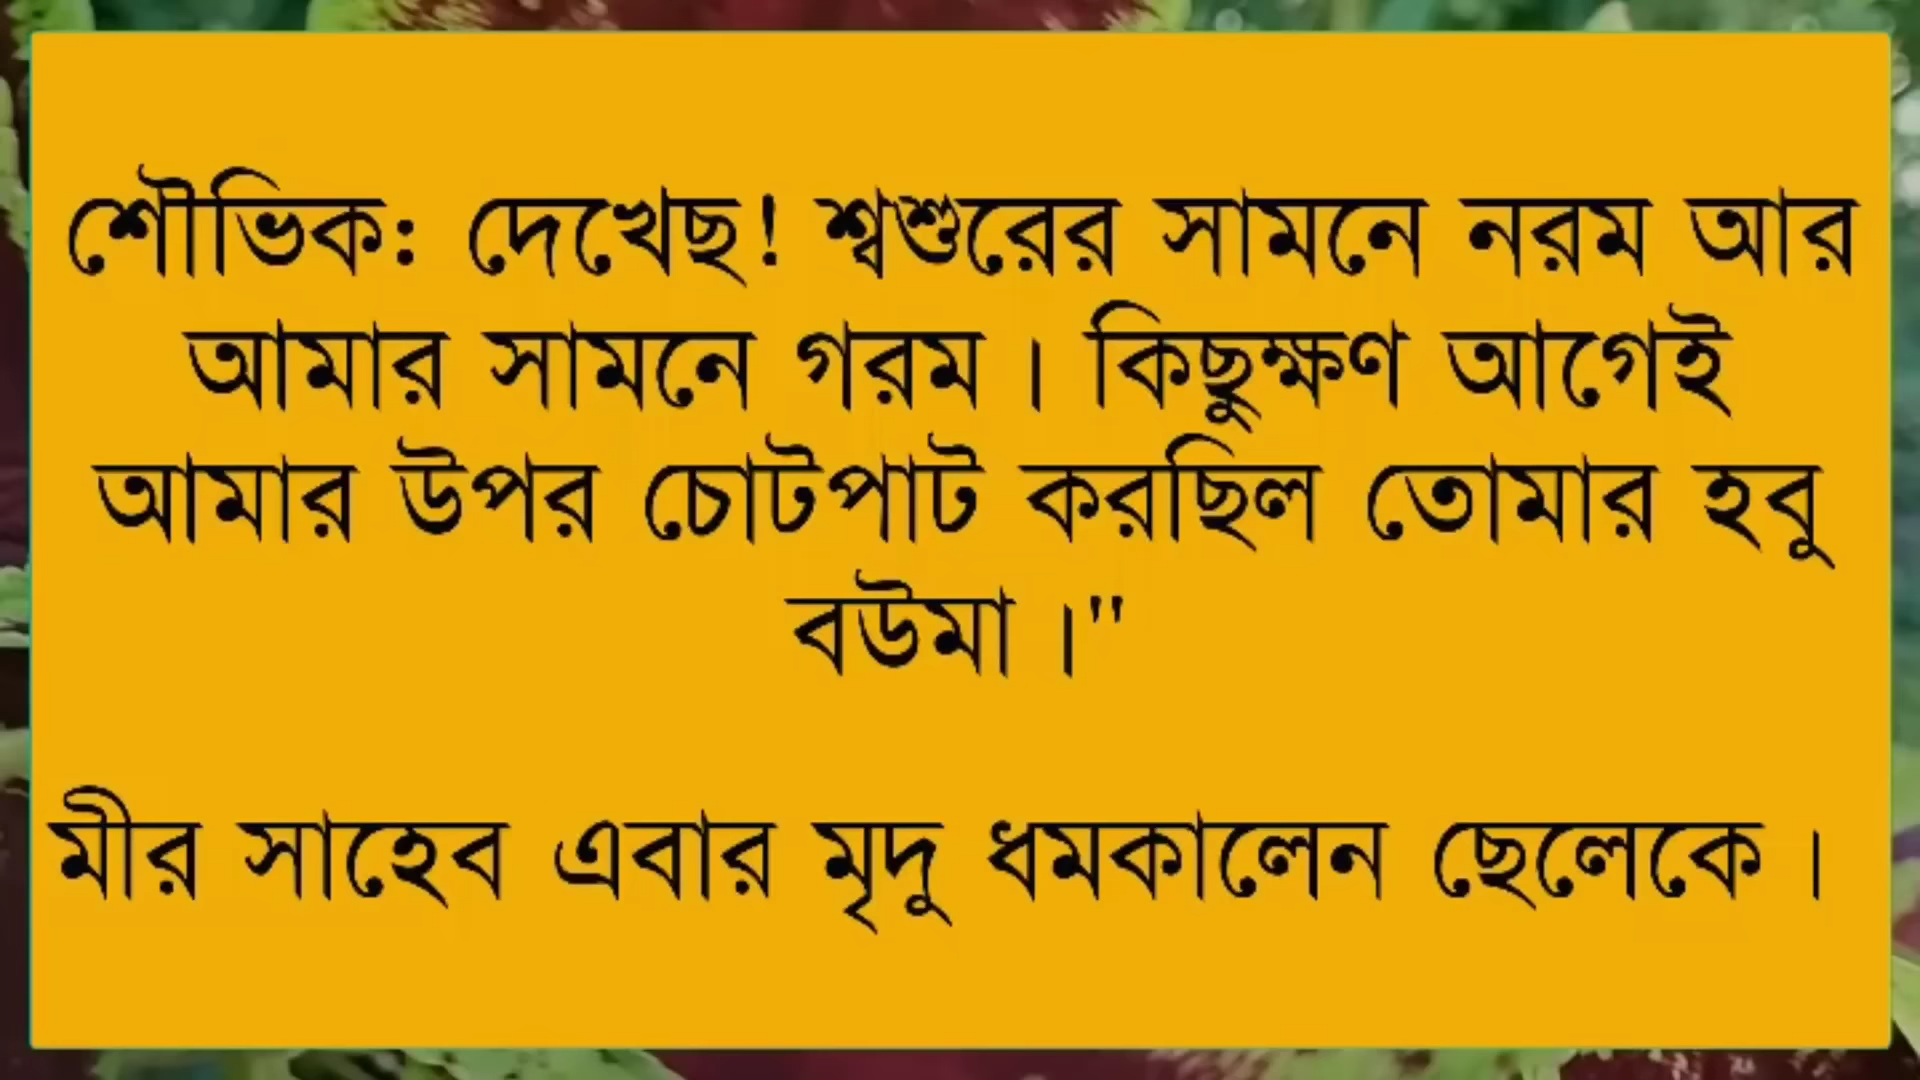 শৌভিক: দেখেছ! শ্বশুরের সামনে নরম আর
আমার সামনে গরম। কিছুক্ষণ আগেই
আমার উপর চোটপাট করছিল তোমার হবু
বউমা।"
মীর সাহেব এবার মৃদু ধমকালেন ছেলেকে।